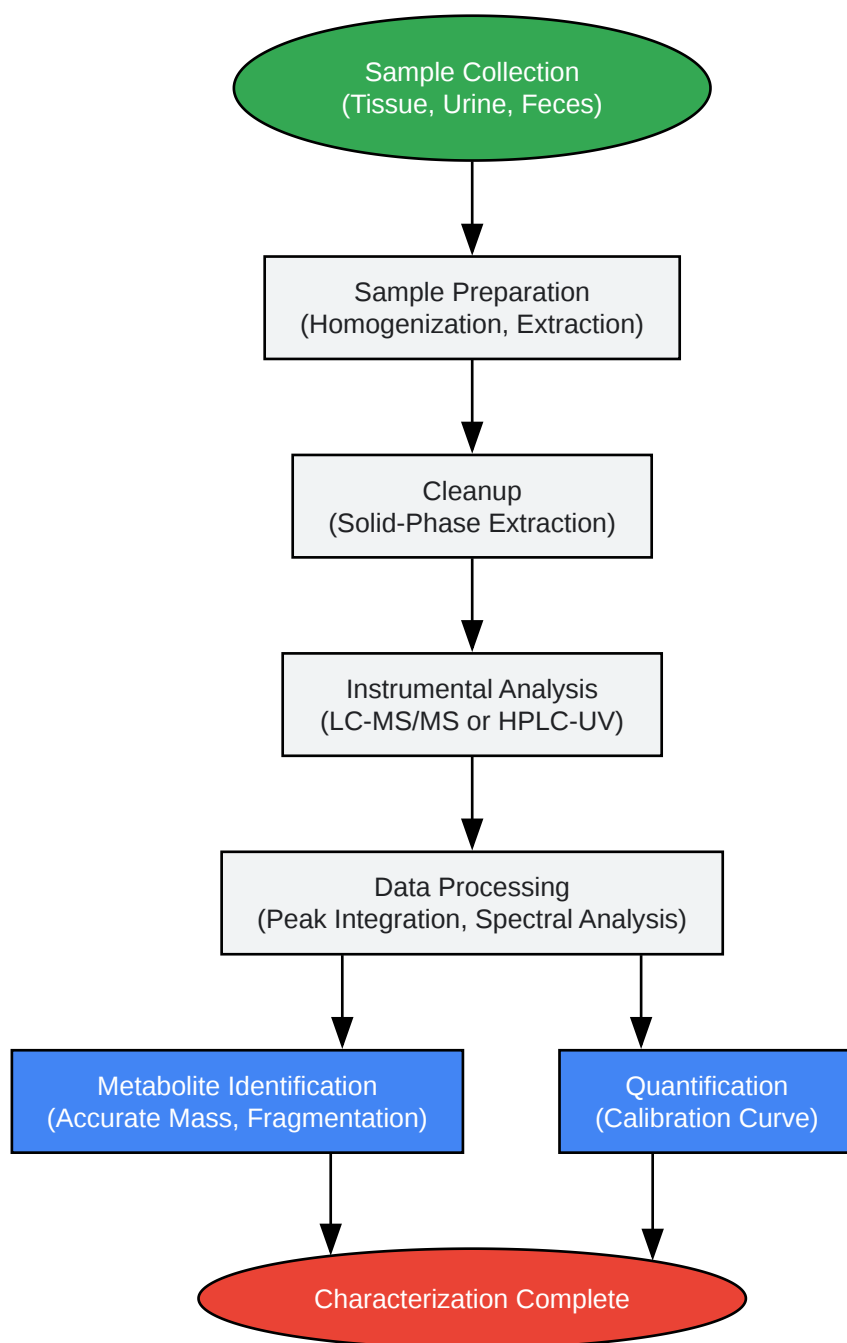 Sample Collection
(Tissue, Urine, Feces)
Sample Preparation
(Homogenization, Extraction)
Cleanup
(Solid-Phase Extraction)
Instrumental Analysis
(LC-MS/MS or HPLC-UV)
Data Processing
(Peak Integration, Spectral Analysis)
Metabolite Identification
(Accurate Mass, Fragmentation)
Quantification
(Calibration Curve)
Characterization Complete